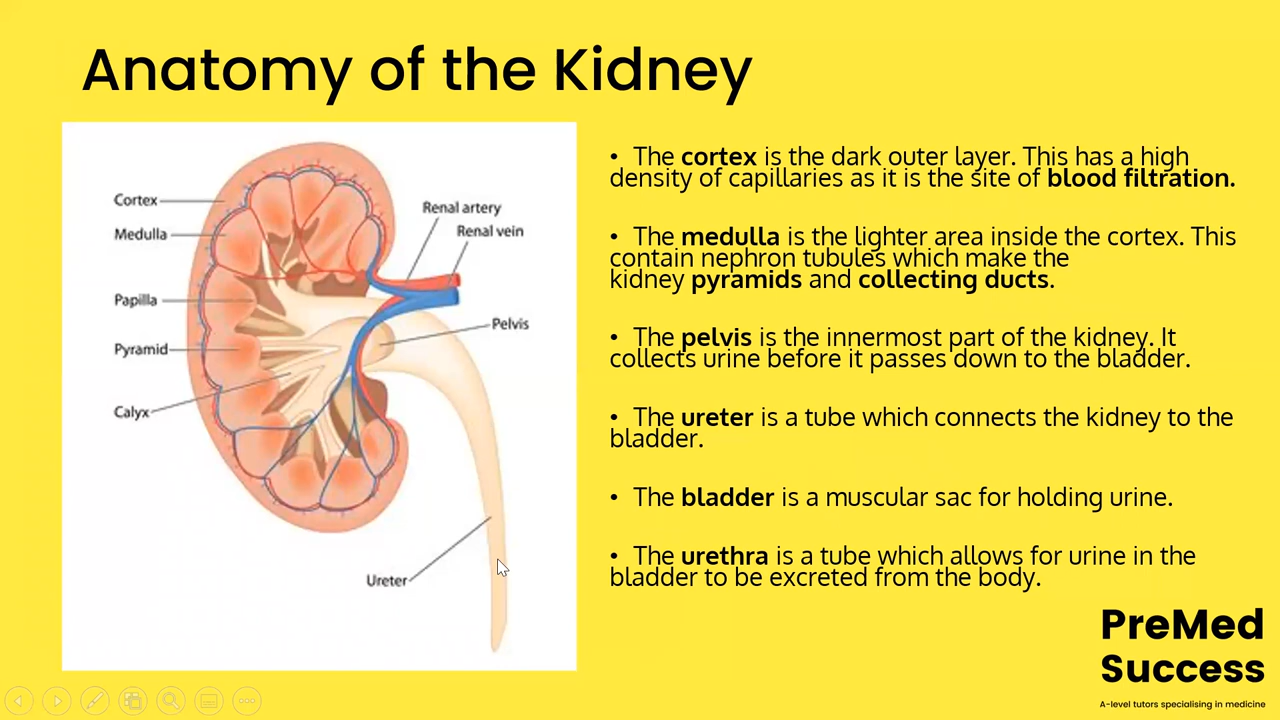 Anatomy of the Kidney
Cortex
Medulla
Papilla
Pyramid
Calyx
Renal artery
Renal vein
Pelvis
Ureter
• The cortex is the dark outer layer. This has a high
density of capillaries as it is the site of blood filtration.
• The medulla is the lighter area inside the cortex. This
contain nephron tubules which make the
kidney pyramids and collecting ducts.
• The pelvis is the innermost part of the kidney. It
collects urine before it passes down to the bladder.
• The ureter is a tube which connects the kidney to the
bladder.
• The bladder is a muscular sac for holding urine.
• The urethra is a tube which allows for urine in the
bladder to be excreted from the body.
PreMed
Success
A-level tutors specialising in medicine